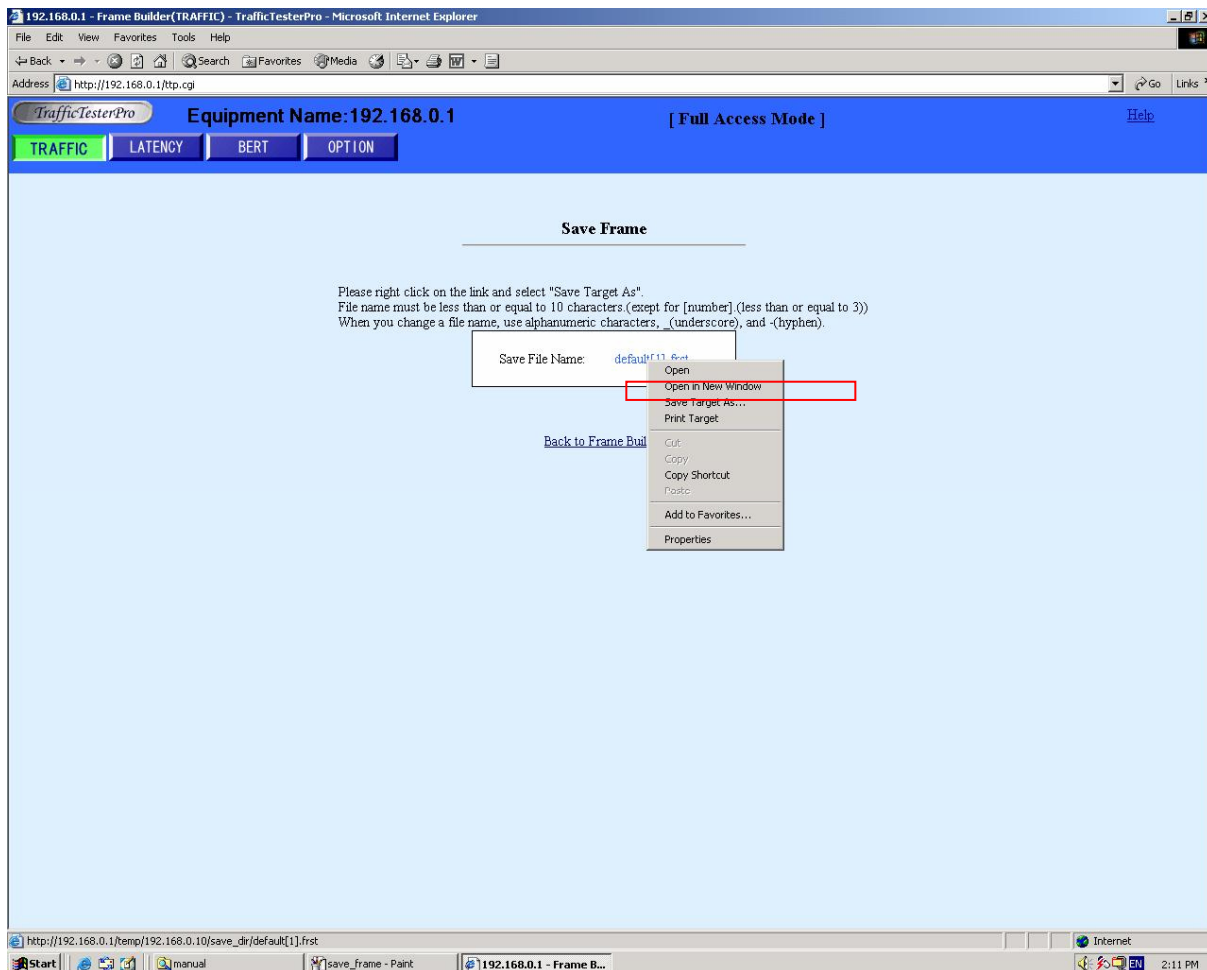 192.168.0.1 - Frame Builder(TRAFFIC) - TrafficTesterPro - Microsoft Internet Explorer
File Edit View Favorites Tools Help
Back Search Favorites Media
Address http://192.168.0.1/ttp.cgi Go Links
TrafficTesterPro Equipment Name:192.168.0.1 [ Full Access Mode ] Help
TRAFFIC LATENCY BERT OPTION
Save Frame
Please right click on the link and select "Save Target As".
File name must be less than or equal to 10 characters.(exept for [number].(less than or equal to 3))
When you change a file name, use alphanumeric characters, _(underscore), and -(hyphen).
Save File Name: default[1].frst
Open
Open in New Window
Save Target As...
Print Target
Back to Frame Buil
Cut
Copy
Copy Shortcut
Paste
Add to Favorites...
Properties
http://192.168.0.1/temp/192.168.0.10/save_dir/default[1].frst Internet
Start manual save_frame - Paint 192.168.0.1 - Frame B... EN 2:11 PM